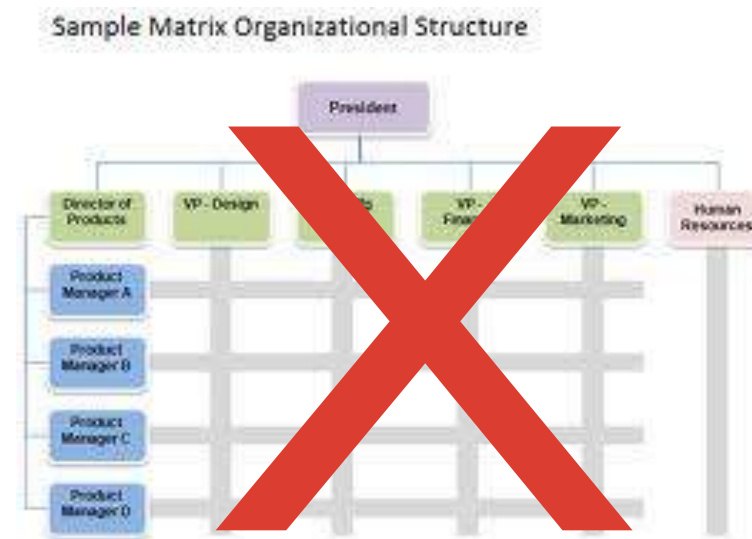 Sample Matrix Organizational Structure
President
Director of
Products
VP - Design
VP -
VP -
Marketing
Human
Resources
Product
Manager A
Product
Manager B
Product
Manager C
Product
Manager D